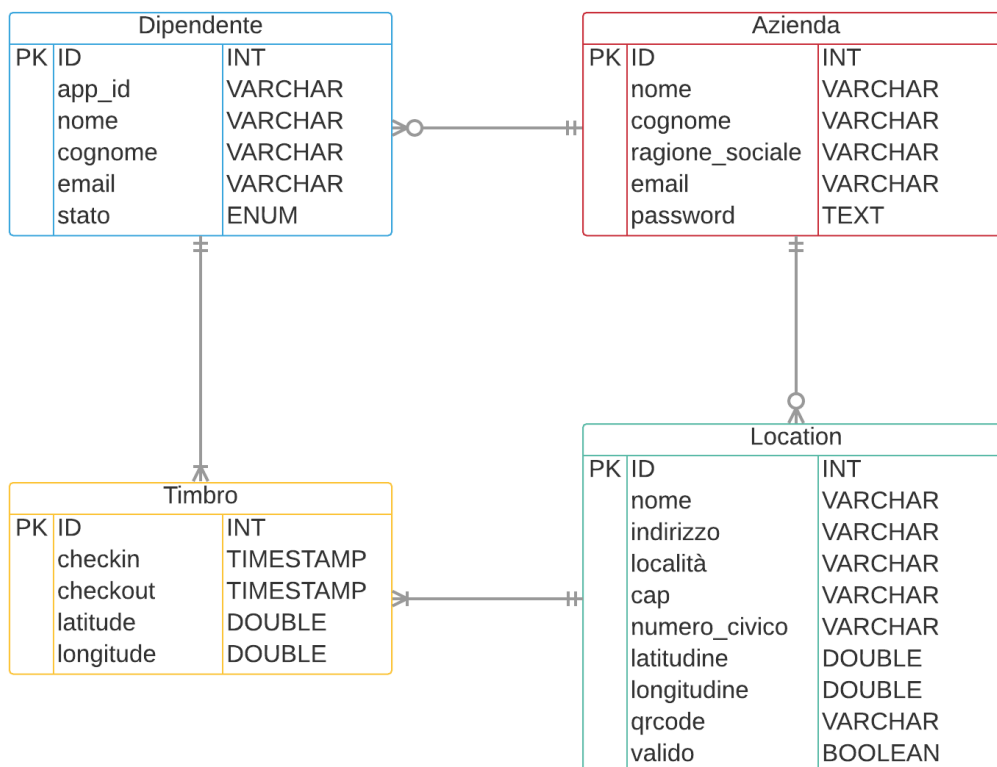 Dipendente
PK ID INT
app_id VARCHAR
nome VARCHAR
cognome VARCHAR
email VARCHAR
stato ENUM
Azienda
PK ID INT
nome VARCHAR
cognome VARCHAR
ragione_sociale VARCHAR
email VARCHAR
password TEXT
Timbro
PK ID INT
checkin TIMESTAMP
checkout TIMESTAMP
latitude DOUBLE
longitude DOUBLE
Location
PK ID INT
nome VARCHAR
indirizzo VARCHAR
località VARCHAR
cap VARCHAR
numero_civico VARCHAR
latitudine DOUBLE
longitudine DOUBLE
qrcode VARCHAR
valido BOOLEAN